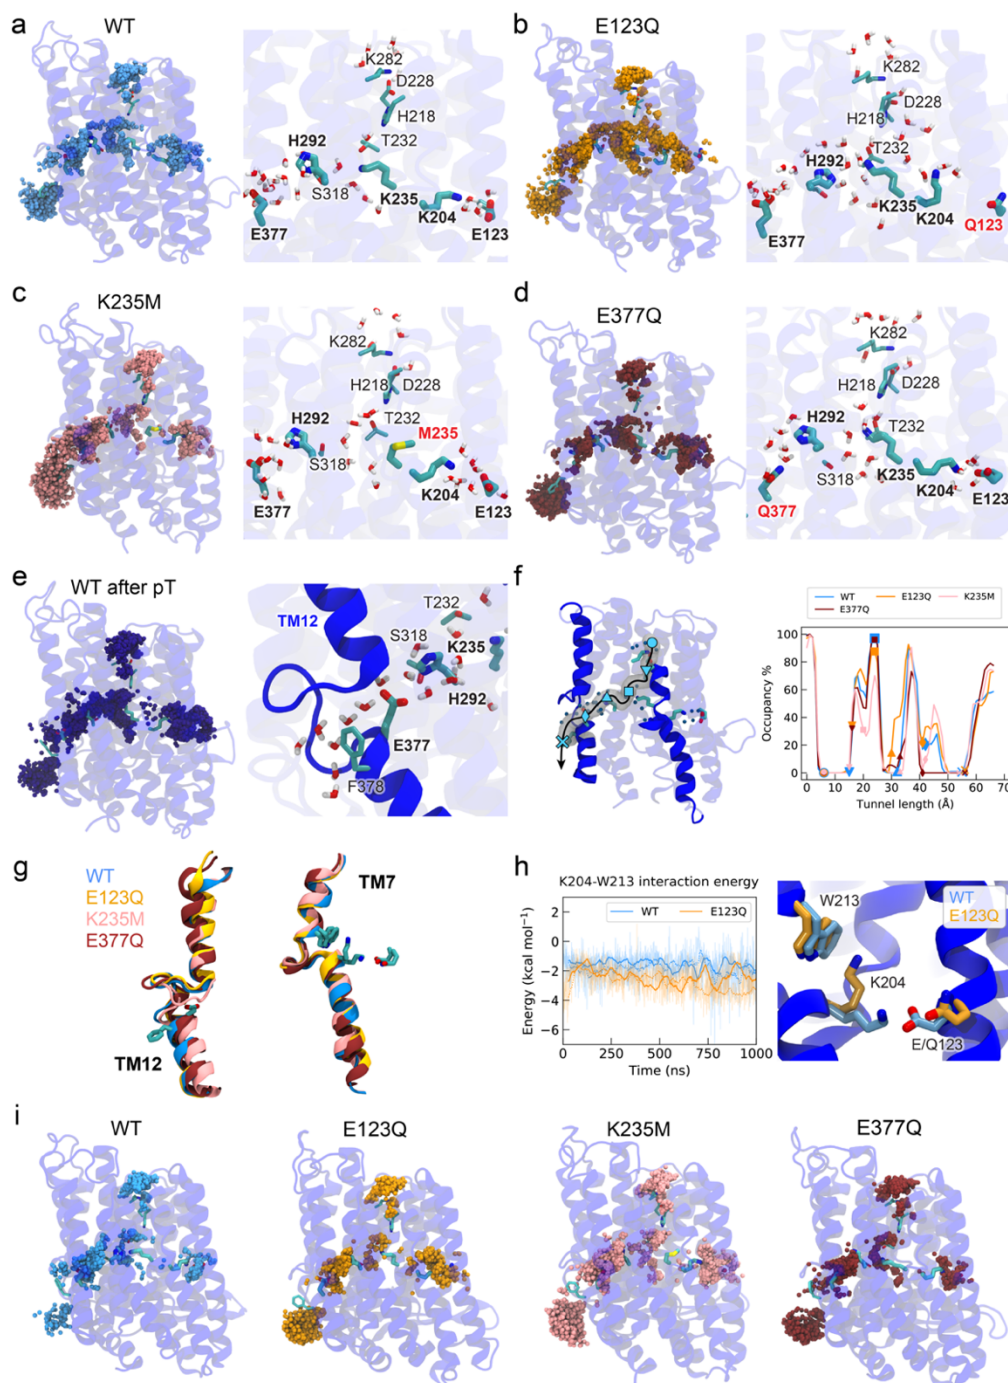 a
WT
K282
D228
H218
T232
H292
S318
K235
K204
E377
E123
b
E123Q
K282
D228
H218
T232
H292
K235
K204
E377
Q123
c
K235M
K282
H218
D228
T232
H292
M235
S318
K204
E377
E123
d
E377Q
K282
H218
D228
H292
T232
S318
K235
K204
Q377
E123
e
WT after pT
TM12
T232
S318
K235
H292
E377
F378
f
WT
E123Q
K235M
E377Q
Occupancy %
100
80
60
40
20
0
0 10 20 30 40 50 60 70
Tunnel length (Å)
g
WT
E123Q
K235M
E377Q
TM7
TM12
h
K204-W213 interaction energy
WT
E123Q
Energy (kcal mol⁻¹)
2
0
−2
−4
−6
0 250 500 750 1000
Time (ns)
WT
E123Q
W213
K204
E/Q123
i
WT
E123Q
K235M
E377Q